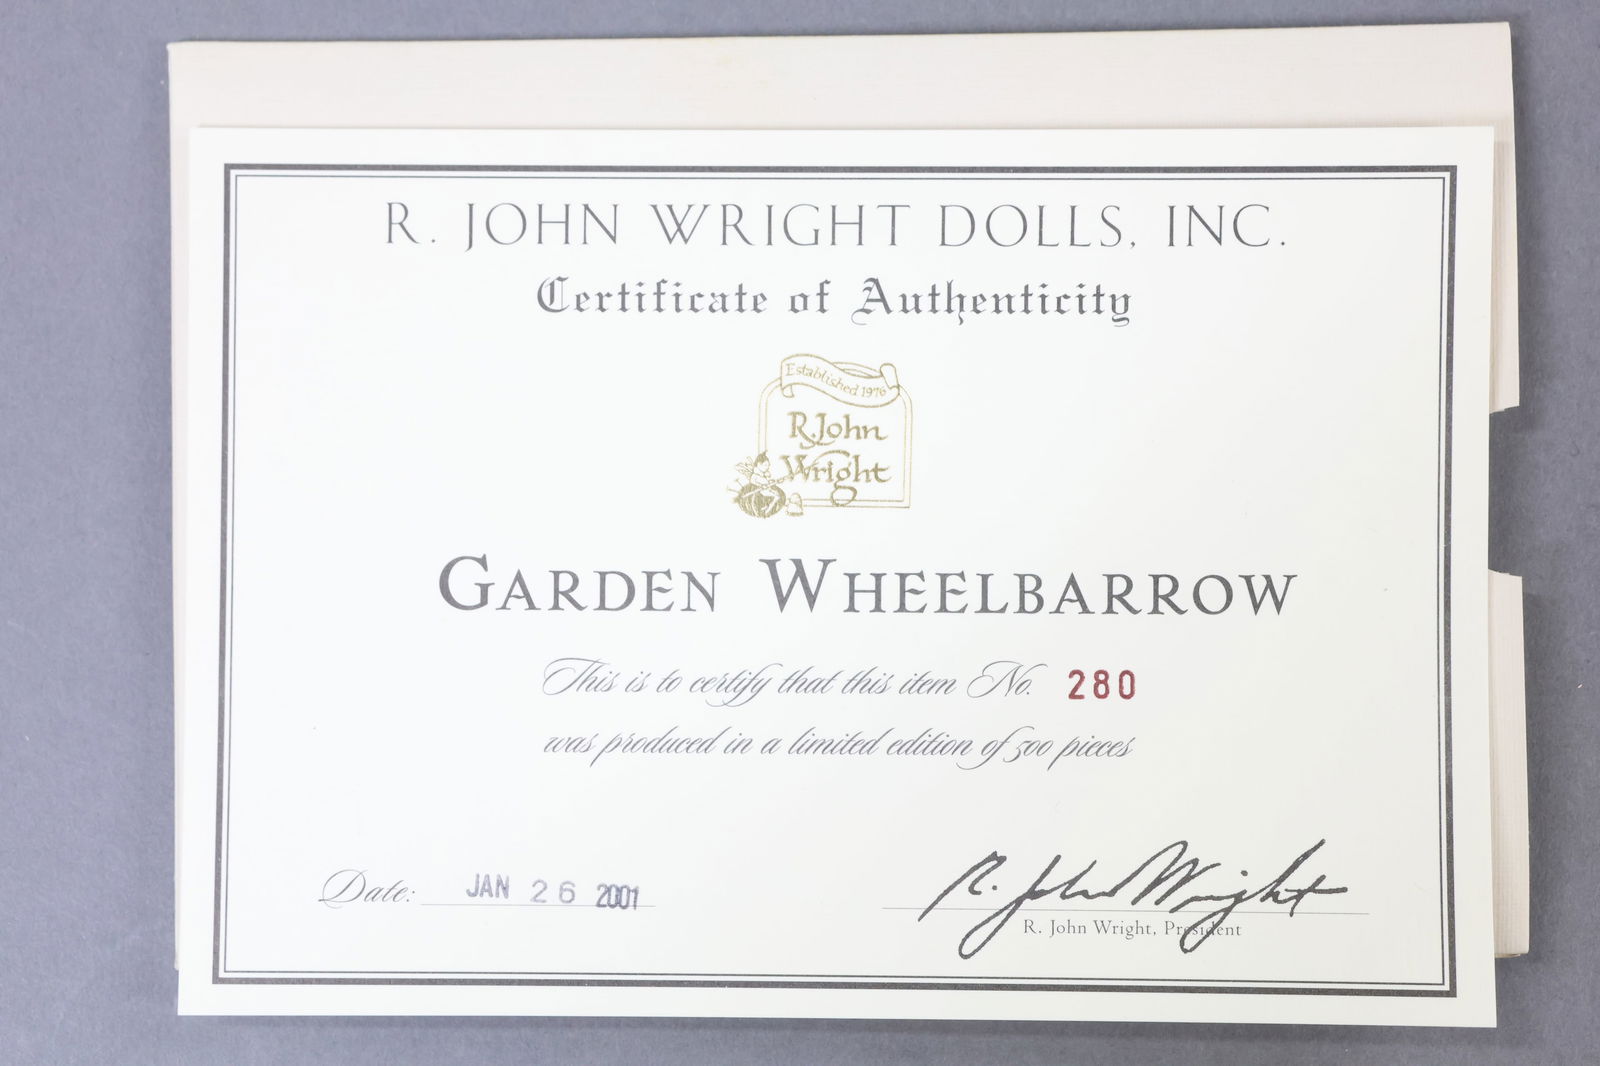 R. JOHN WRIGHT DOLLS, INC.
Certificate of Authenticity
Established 1976
R. John
Wright
GARDEN WHEELBARROW
This is to certify that this item No. 280
was produced in a limited edition of 500 pieces
Date: JAN 26 2001
R. John Wright
R. John Wright, President